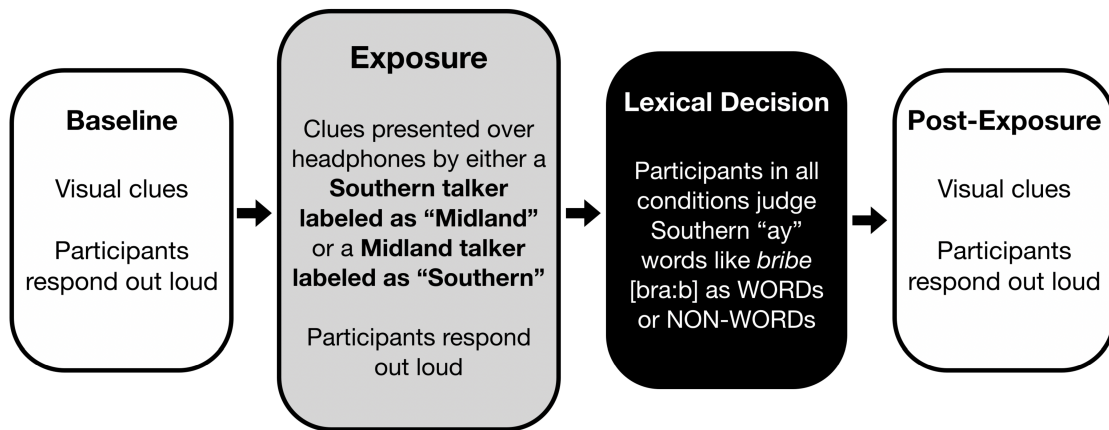 Baseline
Visual clues
Participants
respond out loud
Exposure
Clues presented over
headphones by either a
Southern talker
labeled as “Midland”
or a Midland talker
labeled as “Southern”
Participants respond
out loud
Lexical Decision
Participants in all
conditions judge
Southern “ay”
words like bribe
[bra:b] as WORDs
or NON-WORDs
Post-Exposure
Visual clues
Participants
respond out loud